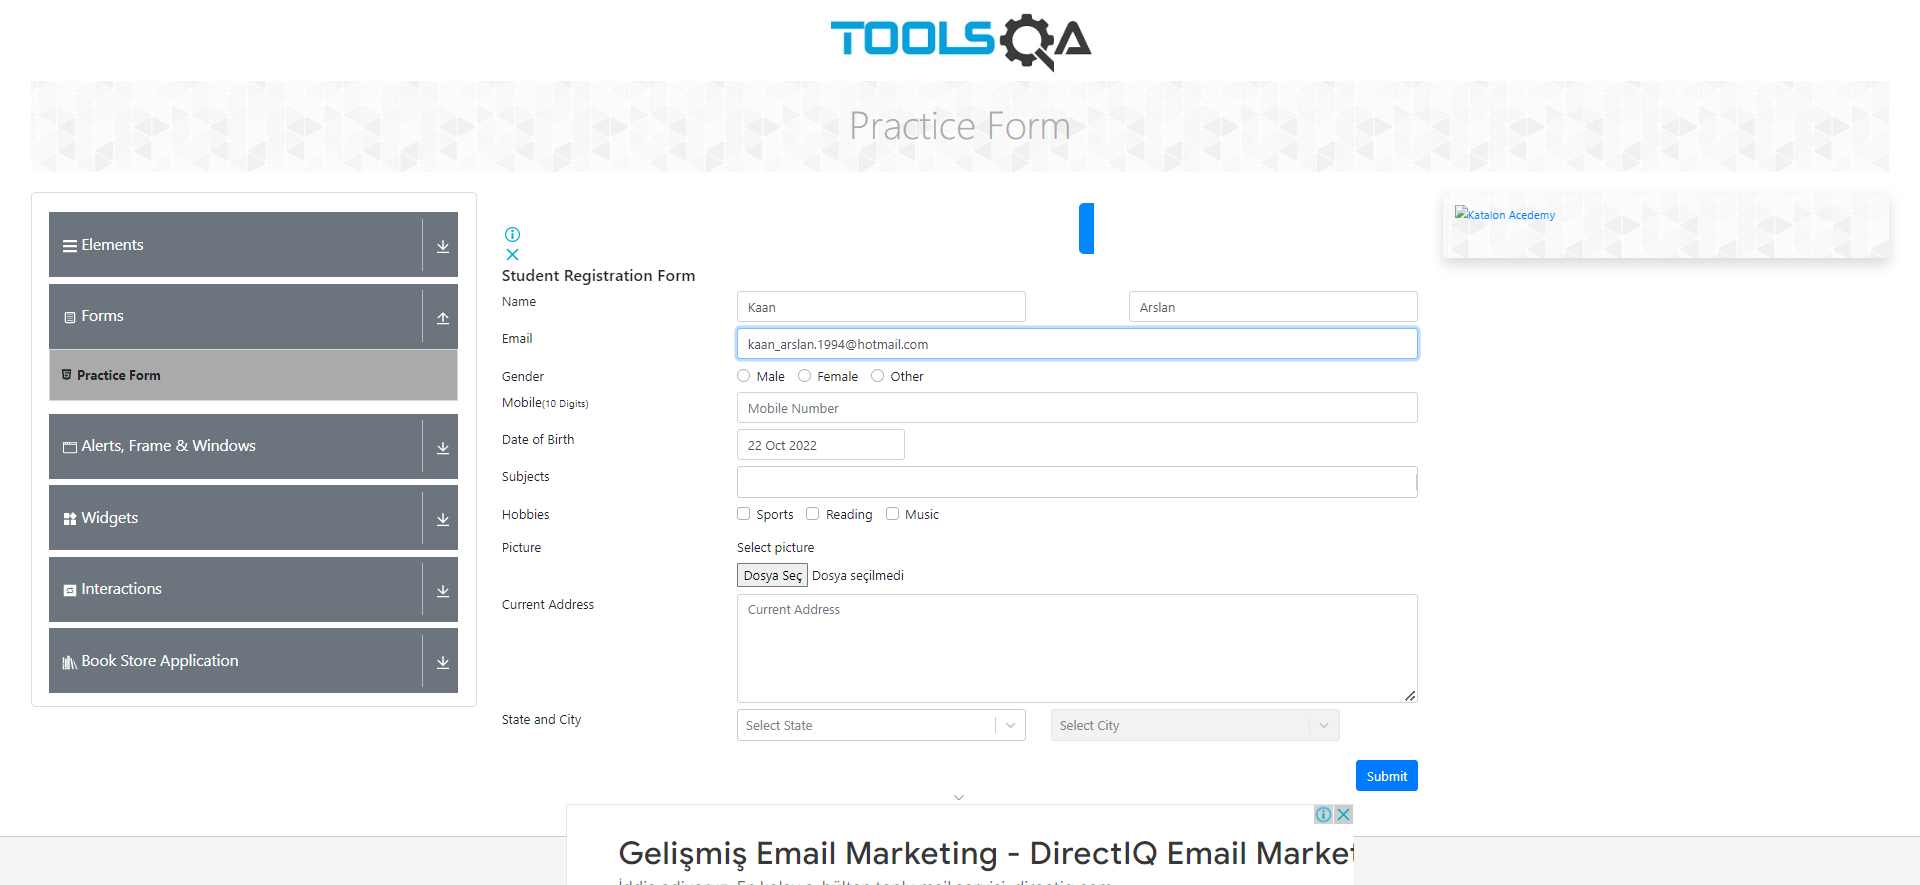 TOOLSQA
Practice Form
Elements
Forms
Practice Form
Alerts, Frame & Windows
Widgets
Interactions
Book Store Application
Student Registration Form
Name
Kaan
Arslan
Email
kaan_arslan.1994@hotmail.com
Gender
Male
Female
Other
Mobile(10 Digits)
Mobile Number
Date of Birth
22 Oct 2022
Subjects
Hobbies
Sports
Reading
Music
Picture
Select picture
Dosya Seç Dosya seçilmedi
Current Address
Current Address
State and City
Select State
Select City
Submit
Katalon Acedemy
Gelişmiş Email Marketing - DirectIQ Email Market